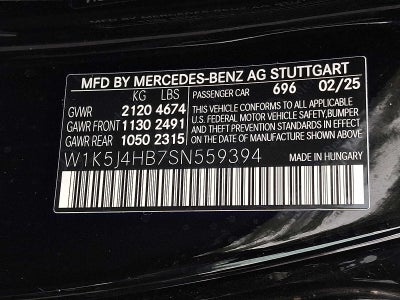 MFD BY MERCEDES-BENZ AG STUTTGART
KG LBS PASSENGER CAR 696 02/25
GVWR 2120 4674 THIS VEHICLE CONFORMS TO ALL APPLICABLE
GAWR FRONT 1130 2491 U.S. FEDERAL MOTOR VEHICLE SAFETY, BUMPER
GAWR REAR 1050 2315 AND THEFT PREVENTION STANDARDS IN EFFECT
ON THE DATE OF MANUFACTURE SHOWN ABOVE.
W1K5J4HB7SN559394 MADE IN HUNGARY